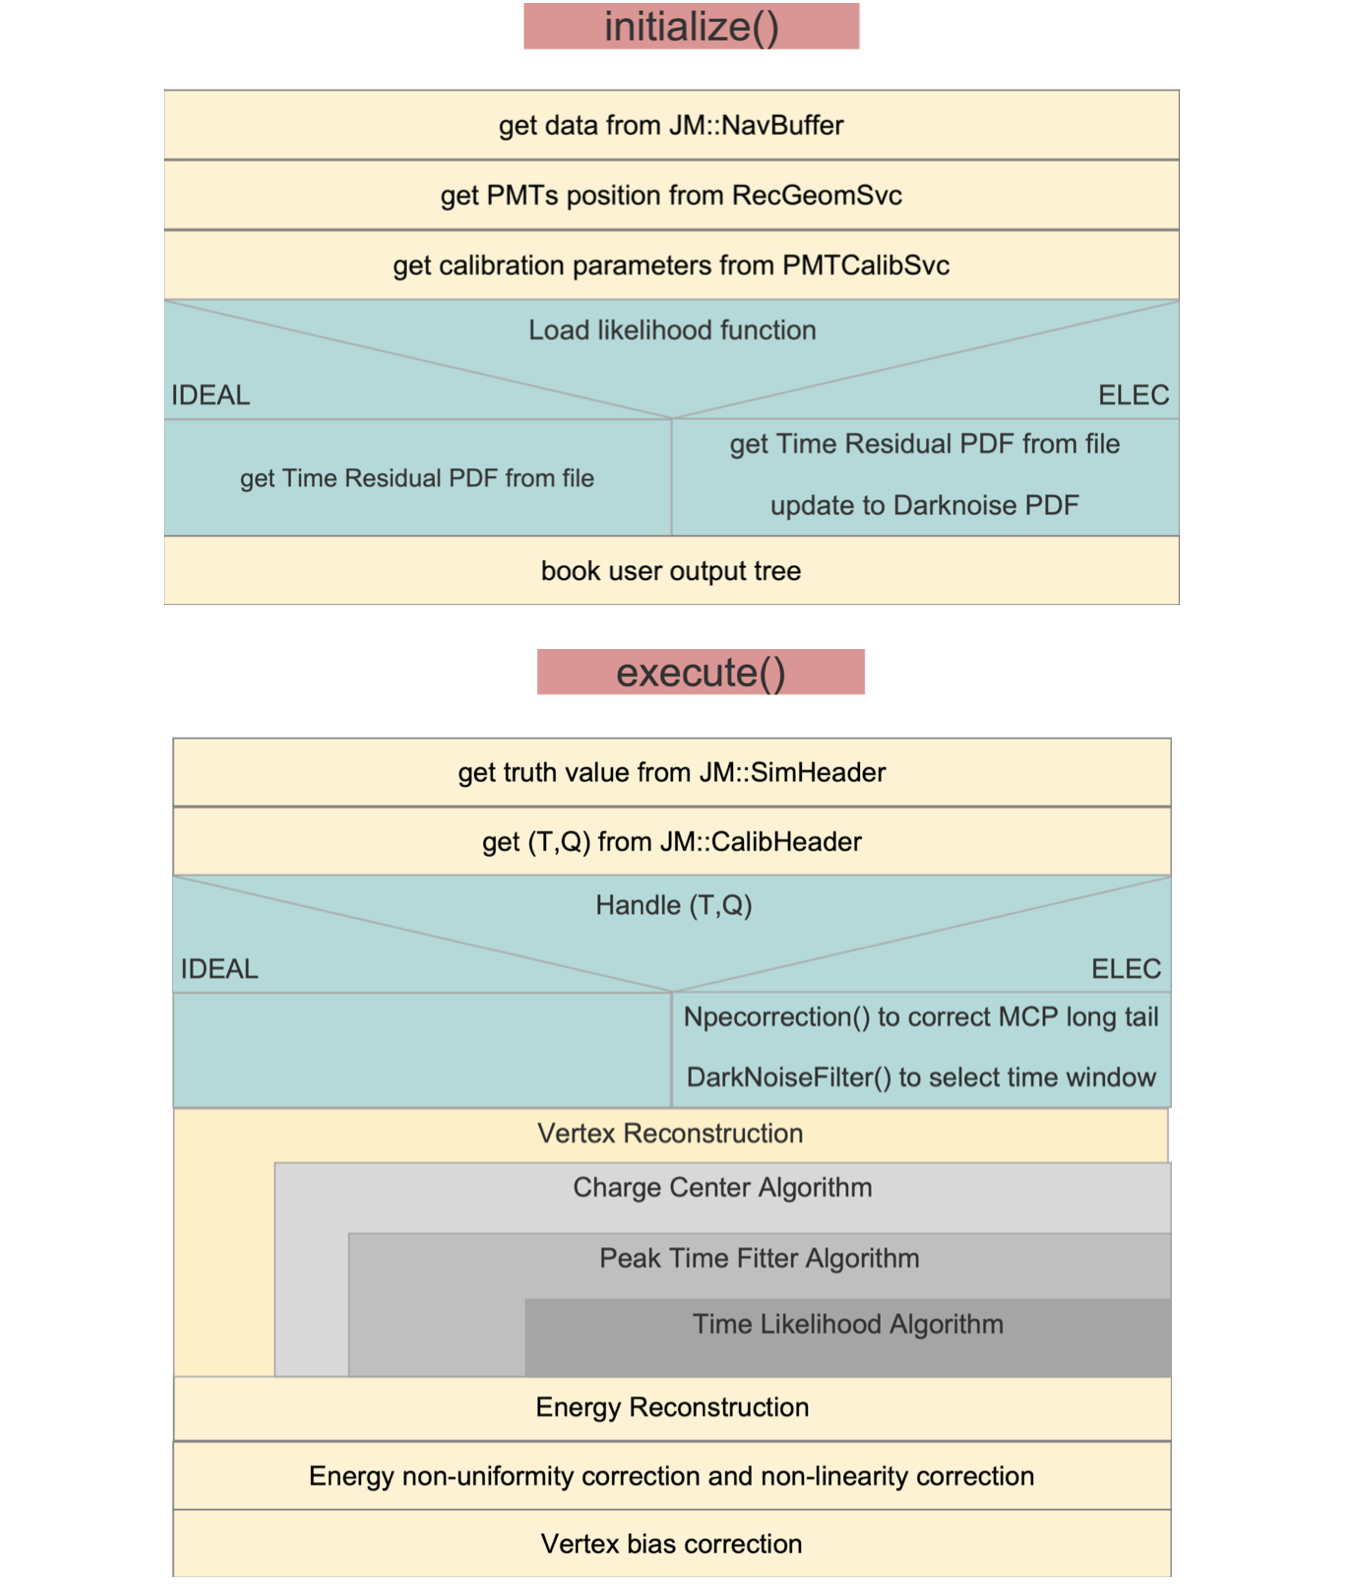 initialize()
get data from JM::NavBuffer
get PMTs position from RecGeomSvc
get calibration parameters from PMTCalibSvc
Load likelihood function
IDEAL
ELEC
get Time Residual PDF from file
get Time Residual PDF from file
update to Darknoise PDF
book user output tree
execute()
get truth value from JM::SimHeader
get (T,Q) from JM::CalibHeader
Handle (T,Q)
IDEAL
ELEC
Npecorrection() to correct MCP long tail
DarkNoiseFilter() to select time window
Vertex Reconstruction
Charge Center Algorithm
Peak Time Fitter Algorithm
Time Likelihood Algorithm
Energy Reconstruction
Energy non-uniformity correction and non-linearity correction
Vertex bias correction